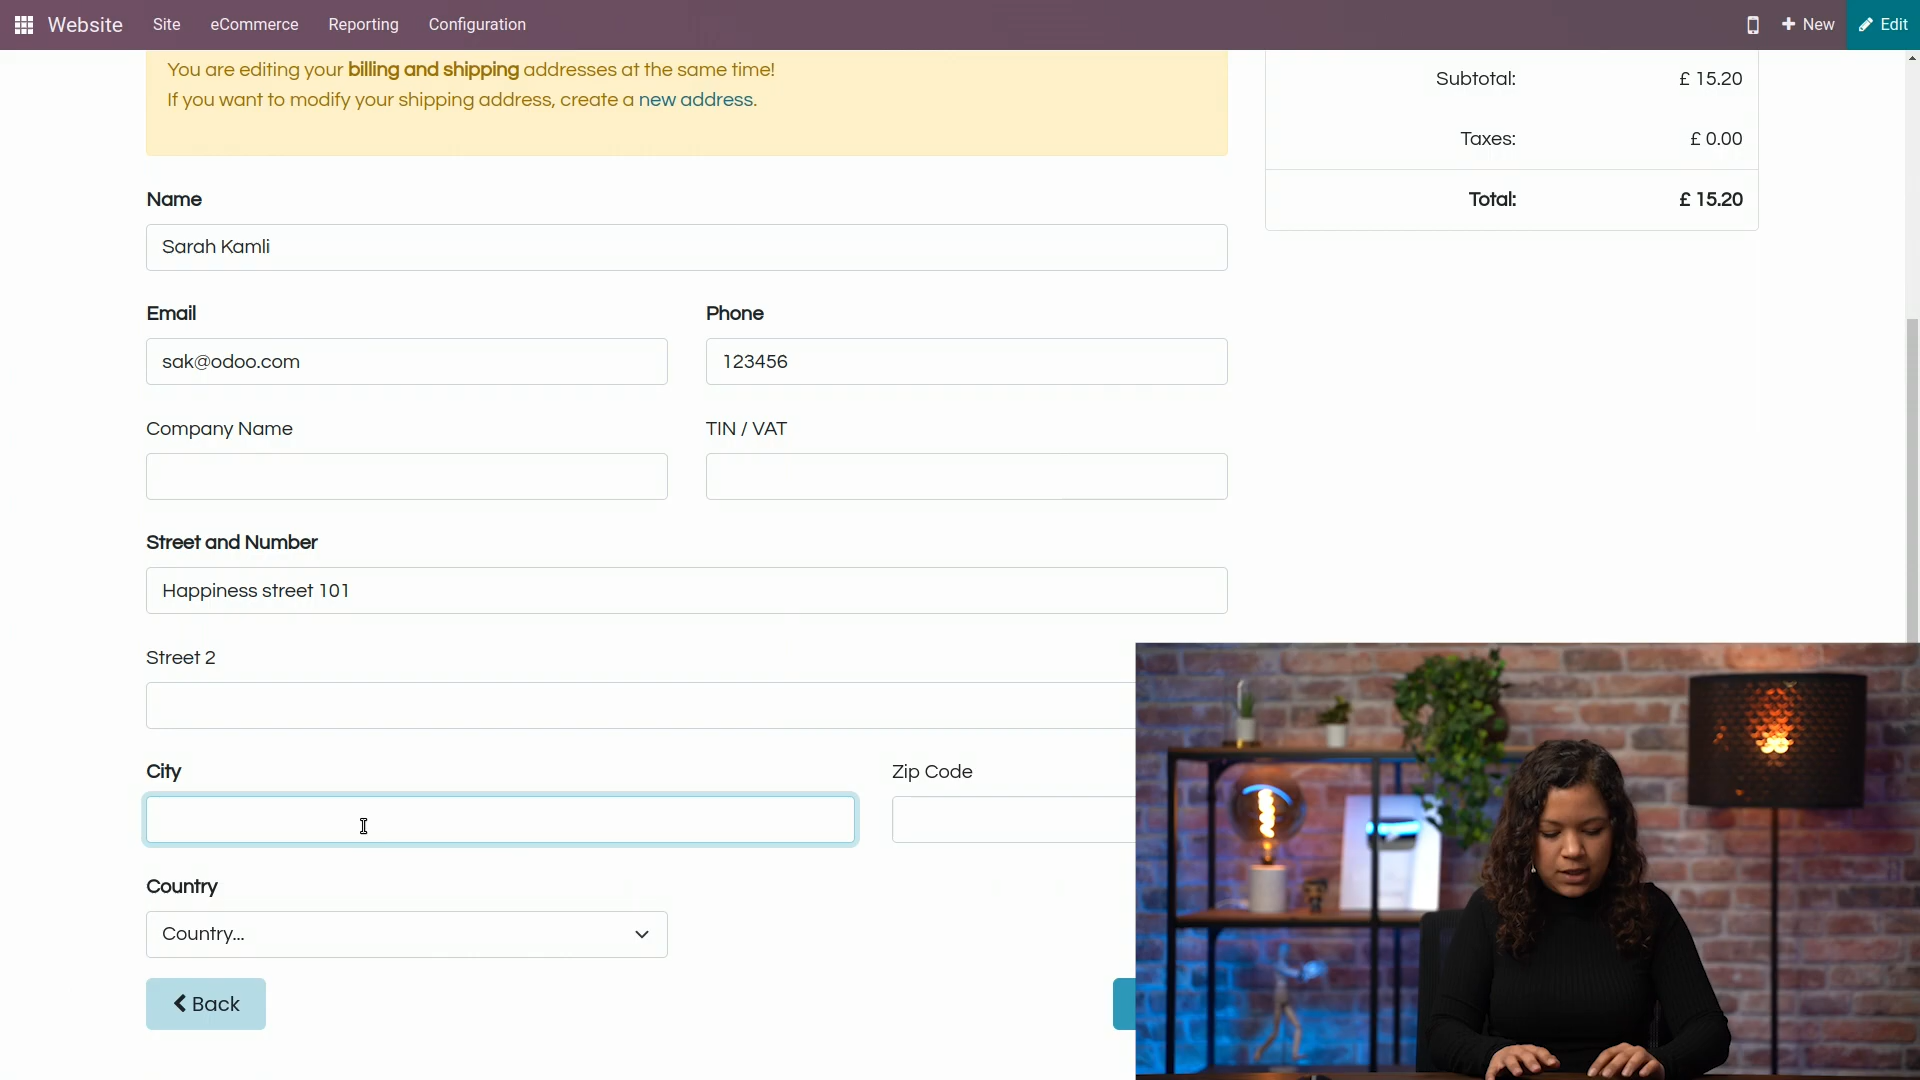 Website Site eCommerce Reporting Configuration New Edit
You are editing your billing and shipping addresses at the same time!
If you want to modify your shipping address, create a new address.
Subtotal: £ 15.20
Taxes: £ 0.00
Total: £ 15.20
Name
Sarah Kamli
Email Phone
sak@odoo.com 123456
Company Name TIN / VAT
Street and Number
Happiness street 101
Street 2
City Zip Code
Country
Country...
Back